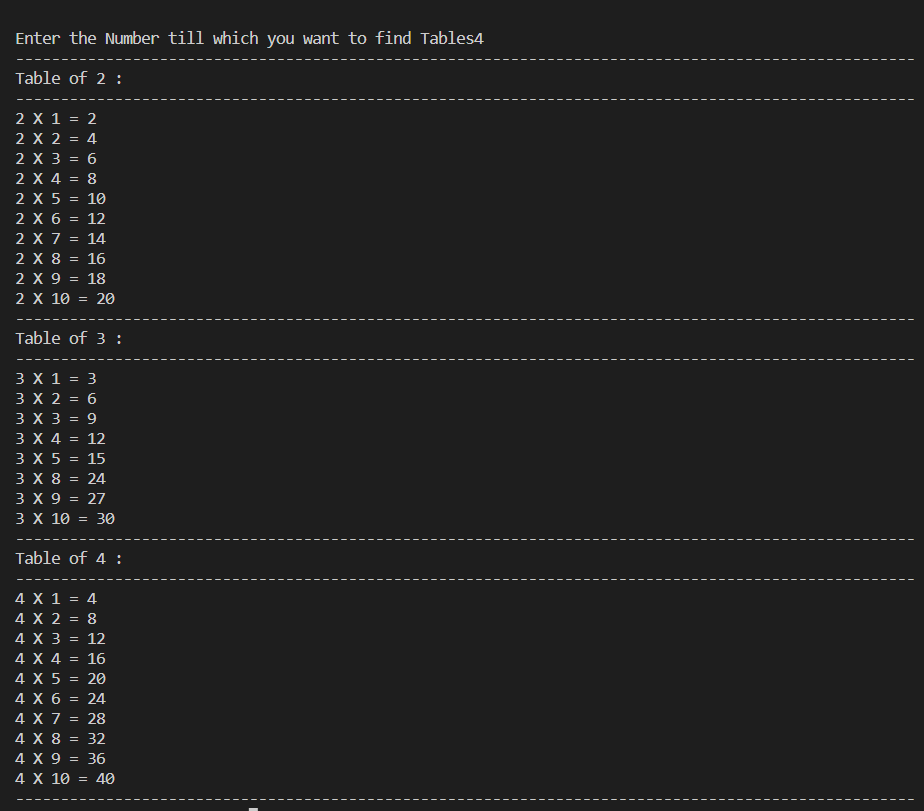 Enter the Number till which you want to find Tables4
----------------------------------------------------------------------------------------------------
Table of 2 :
----------------------------------------------------------------------------------------------------
2 X 1 = 2
2 X 2 = 4
2 X 3 = 6
2 X 4 = 8
2 X 5 = 10
2 X 6 = 12
2 X 7 = 14
2 X 8 = 16
2 X 9 = 18
2 X 10 = 20
----------------------------------------------------------------------------------------------------
Table of 3 :
----------------------------------------------------------------------------------------------------
3 X 1 = 3
3 X 2 = 6
3 X 3 = 9
3 X 4 = 12
3 X 5 = 15
3 X 8 = 24
3 X 9 = 27
3 X 10 = 30
----------------------------------------------------------------------------------------------------
Table of 4 :
----------------------------------------------------------------------------------------------------
4 X 1 = 4
4 X 2 = 8
4 X 3 = 12
4 X 4 = 16
4 X 5 = 20
4 X 6 = 24
4 X 7 = 28
4 X 8 = 32
4 X 9 = 36
4 X 10 = 40
----------------------------------------------------------------------------------------------------